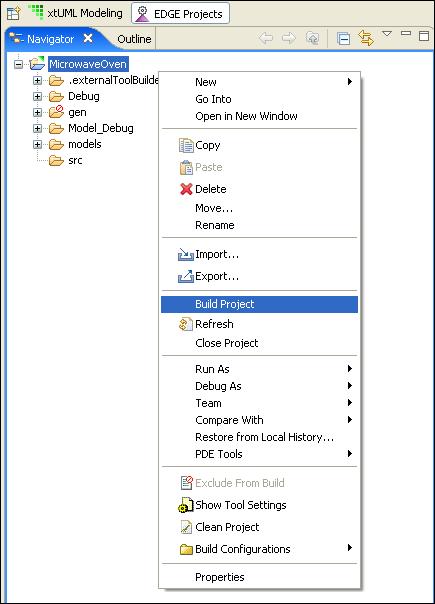 xtUML Modeling EDGE Projects
Navigator Outline
MicrowaveOven
.externalToolBuilde
Debug
gen
Model_Debug
models
src
New
Go Into
Open in New Window
Copy
Paste
Delete
Move...
Rename
Import...
Export...
Build Project
Refresh
Close Project
Run As
Debug As
Team
Compare With
Restore from Local History...
PDE Tools
Exclude From Build
Show Tool Settings
Clean Project
Build Configurations
Properties